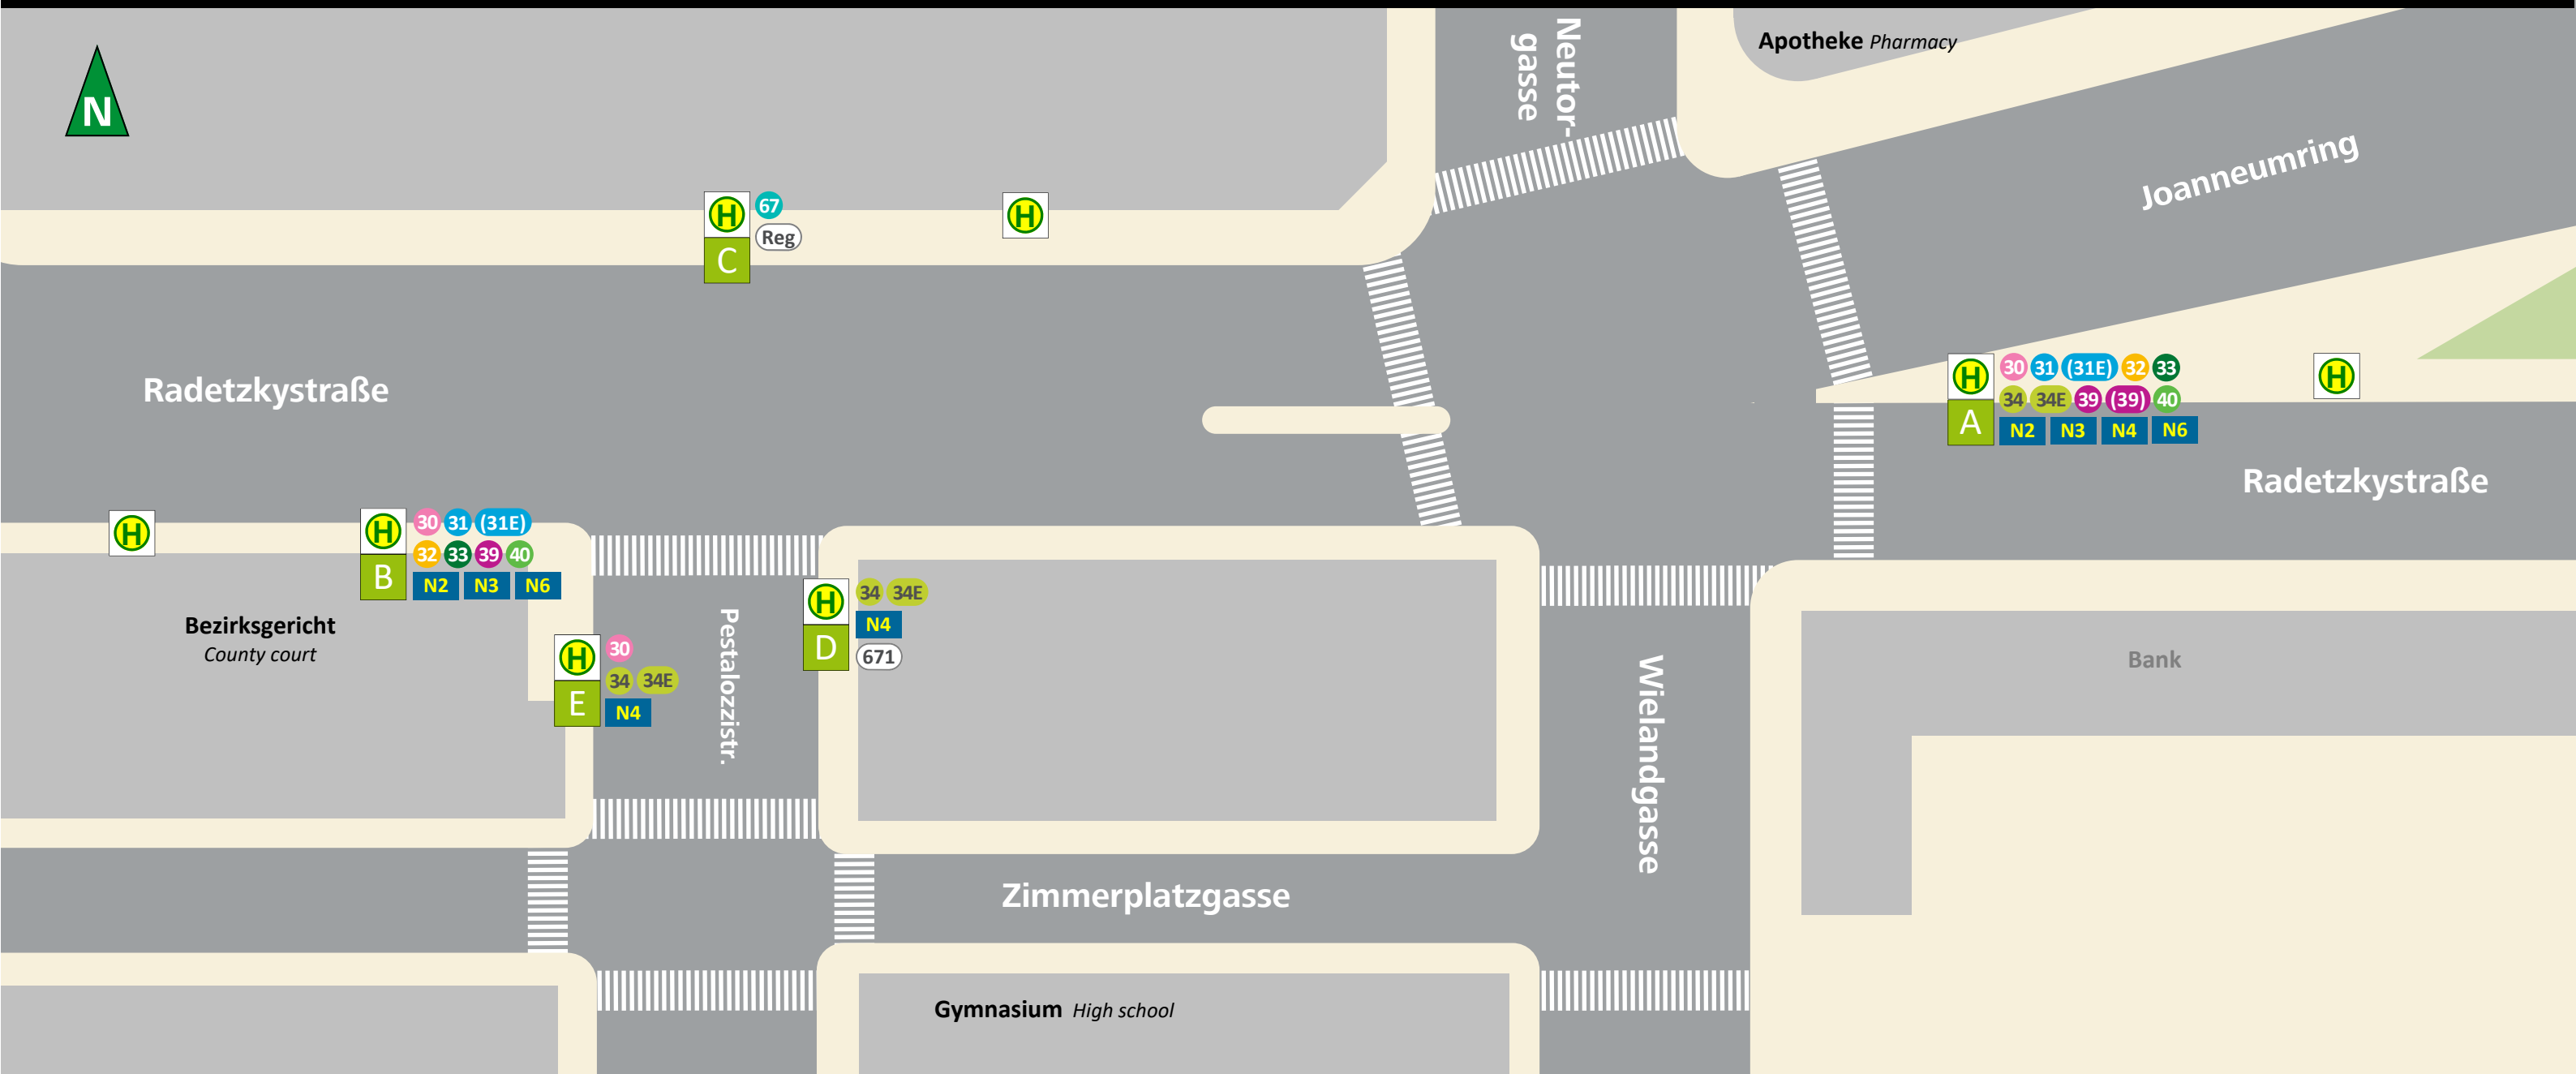 N
Neutor-
gasse
Apotheke Pharmacy
Joanneumring
H 67
C Reg
H
Radetzkystraße
H 30 31 (31E) 32 33
34 34E 39 (39) 40
A N2 N3 N4 N6
H
Radetzkystraße
H
H 30 31 (31E)
32 33 39 40
B N2 N3 N6
Bezirksgericht
County court
H 34 34E
N4
D 671
H 30
34 34E
E N4
Pestalozzistr.
Wielandgasse
Bank
Zimmerplatzgasse
Gymnasium High school